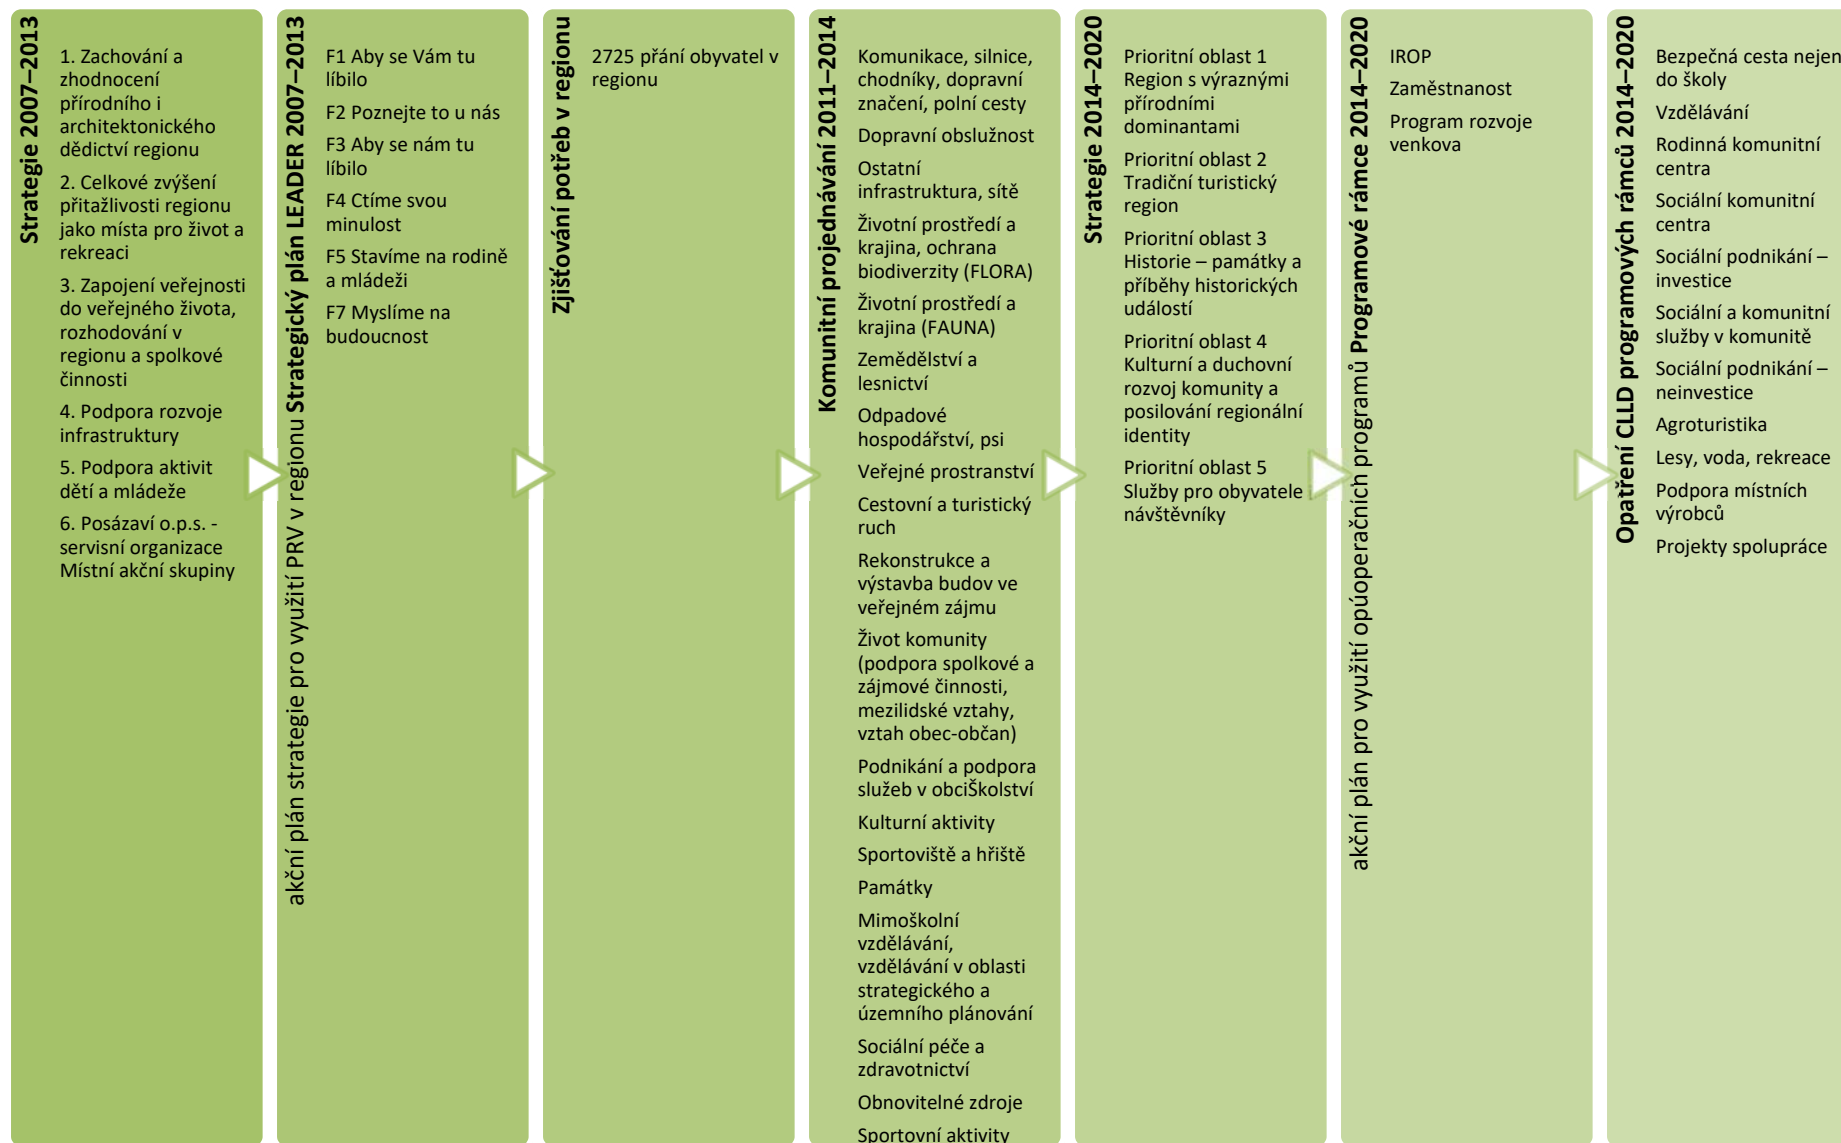 Strategie 2007–2013
1. Zachování a
zhodnocení
přírodního i
architektonického
dědictví regionu
2. Celkové zvýšení
přitažlivosti regionu
jako místa pro život a
rekreaci
3. Zapojení veřejnosti
do veřejného života,
rozhodování v
regionu a spolkové
činnosti
4. Podpora rozvoje
infrastruktury
5. Podpora aktivit
dětí a mládeže
6. Posázaví o.p.s. -
servisní organizace
Místní akční skupiny
akční plán strategie pro využití PRV v regionu Strategický plán LEADER 2007–2013
F1 Aby se Vám tu
líbilo
F2 Poznejte to u nás
F3 Aby se nám tu
líbilo
F4 Ctíme svou
minulost
F5 Stavíme na rodině
a mládeži
F7 Myslíme na
budoucnost
Zjišťování potřeb v regionu
2725 přání obyvatel v
regionu
Komunitní projednávání 2011–2014
Komunikace, silnice,
chodníky, dopravní
značení, polní cesty
Dopravní obslužnost
Ostatní
infrastruktura, sítě
Životní prostředí a
krajina, ochrana
biodiverzity (FLORA)
Životní prostředí a
krajina (FAUNA)
Zemědělství a
lesnictví
Odpadové
hospodářství, psi
Veřejné prostranství
Cestovní a turistický
ruch
Rekonstrukce a
výstavba budov ve
veřejném zájmu
Život komunity
(podpora spolkové a
zájmové činnosti,
mezilidské vztahy,
vztah obec-občan)
Podnikání a podpora
služeb v obciŠkolství
Kulturní aktivity
Sportoviště a hřiště
Památky
Mimoškolní
vzdělávání,
vzdělávání v oblasti
strategického a
územního plánování
Sociální péče a
zdravotnictví
Obnovitelné zdroje
Sportovní aktivity
Strategie 2014–2020
Prioritní oblast 1
Region s výraznými
přírodními
dominantami
Prioritní oblast 2
Tradiční turistický
region
Prioritní oblast 3
Historie – památky a
příběhy historických
událostí
Prioritní oblast 4
Kulturní a duchovní
rozvoj komunity a
posilování regionální
identity
Prioritní oblast 5
Služby pro obyvatele i
návštěvníky
akční plán pro využití opúoperačních programů Programové rámce 2014–2020
IROP
Zaměstnanost
Program rozvoje
venkova
Opatření CLLD programových rámců 2014–2020
Bezpečná cesta nejen
do školy
Vzdělávání
Rodinná komunitní
centra
Sociální komunitní
centra
Sociální podnikání –
investice
Sociální a komunitní
služby v komunitě
Sociální podnikání –
neinvestice
Agroturistika
Lesy, voda, rekreace
Podpora místních
výrobců
Projekty spolupráce